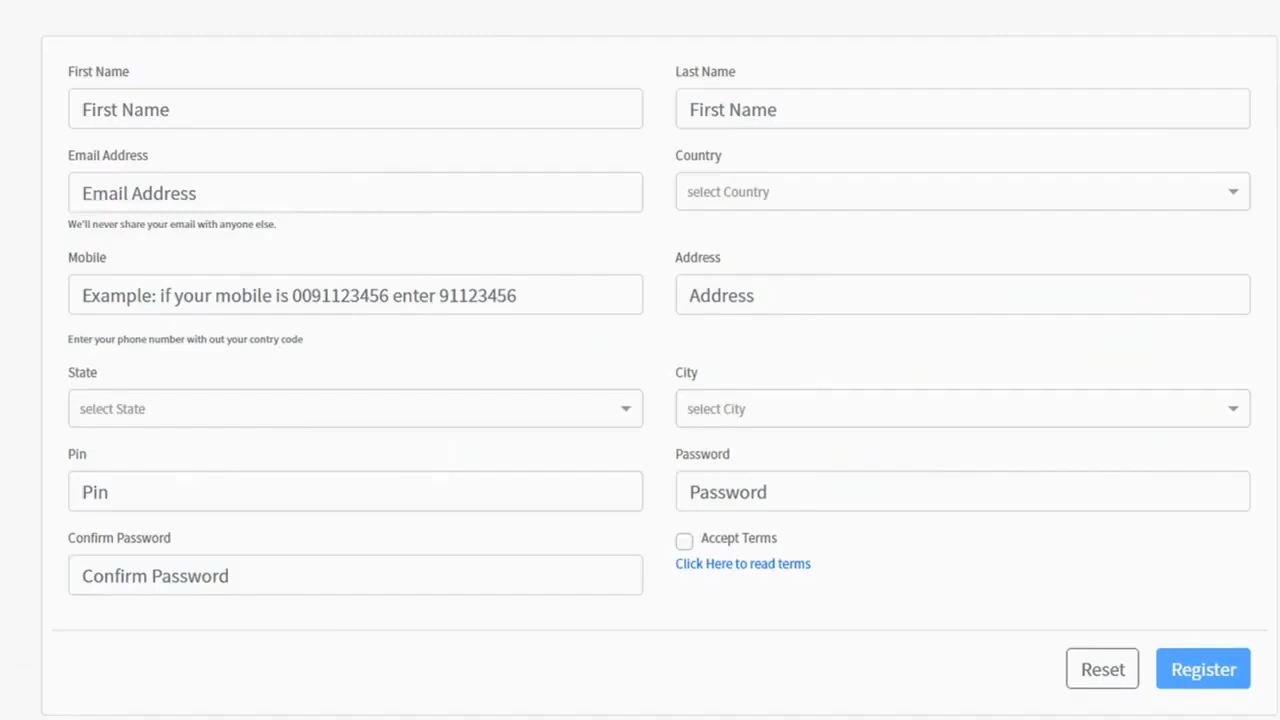 First Name
Last Name
First Name
First Name
Email Address
Country
Email Address
select Country
We'll never share your email with anyone else.
Mobile
Address
Example: if your mobile is 0091123456 enter 91123456
Address
Enter your phone number with out your contry code
State
City
select State
select City
Pin
Password
Pin
Password
Confirm Password
Accept Terms
Click Here to read terms
Confirm Password
Reset
Register